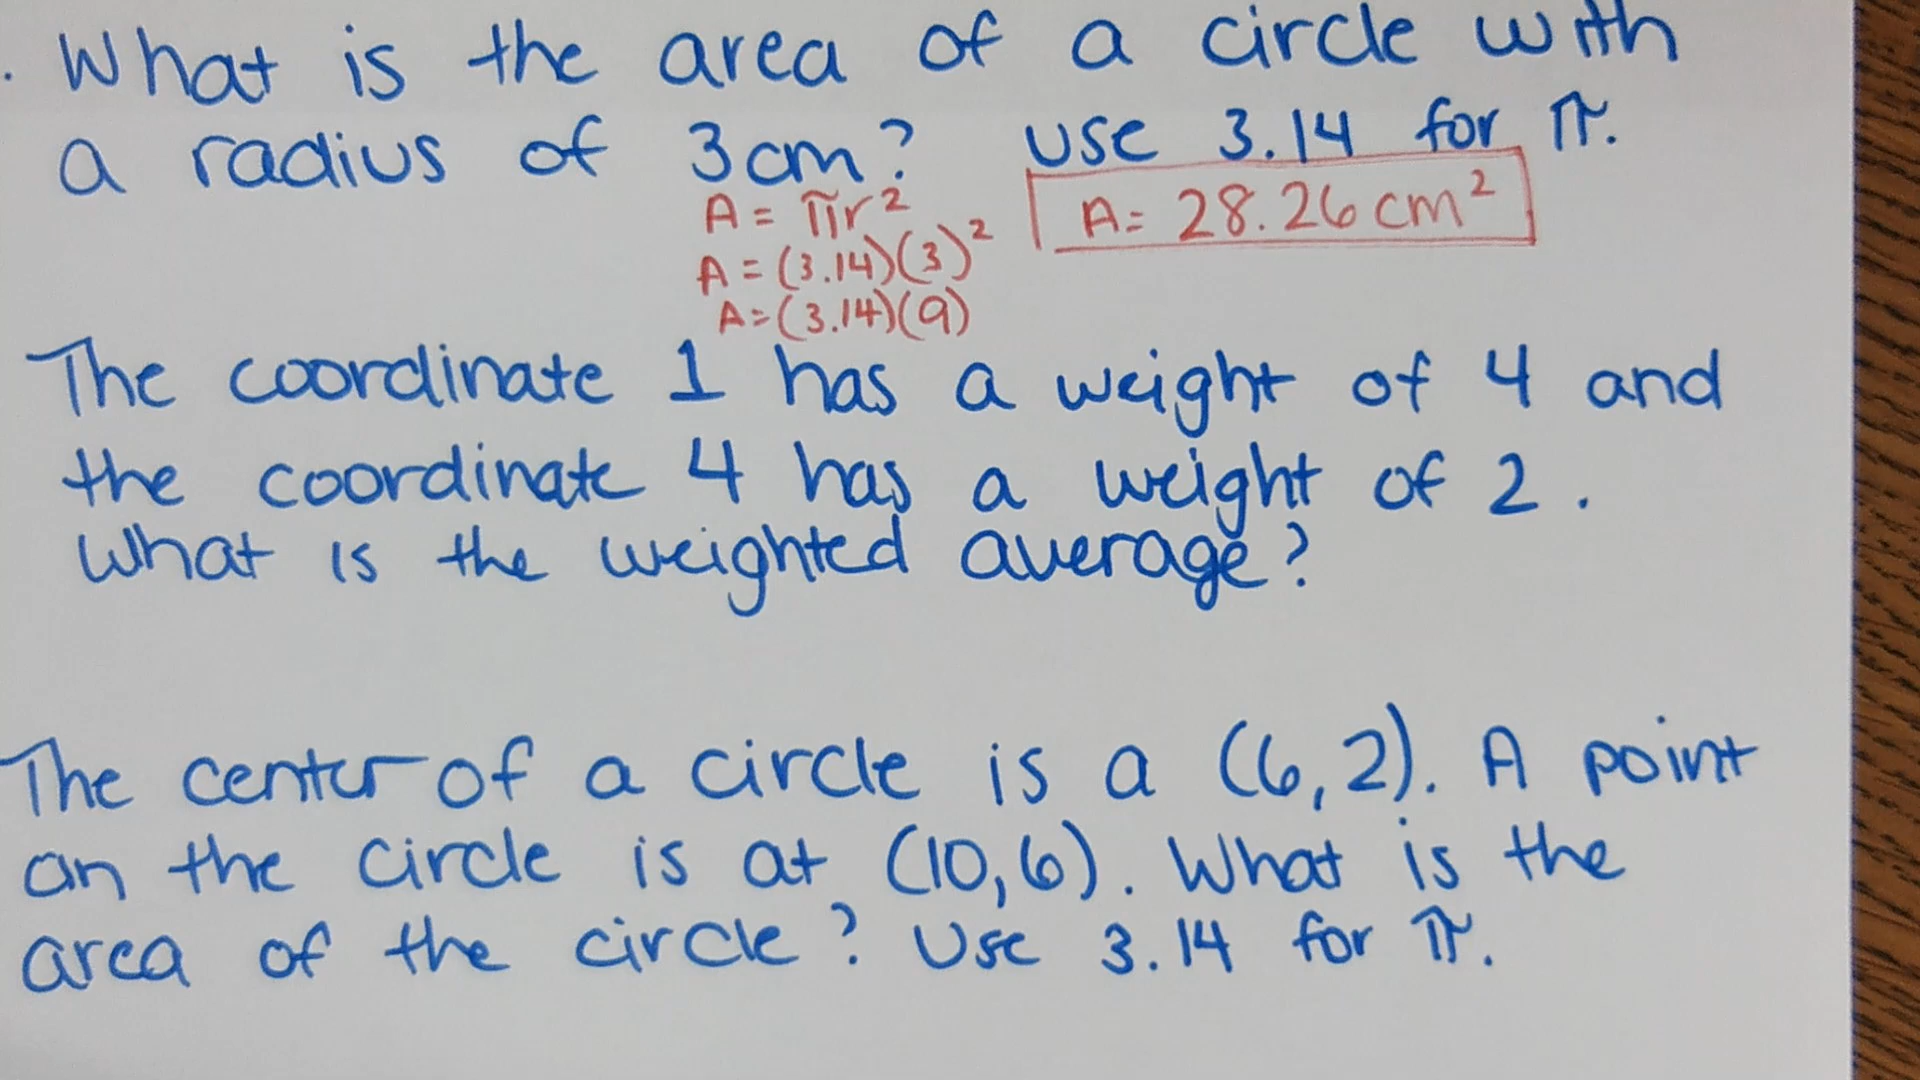 . What is the area of a circle with
a radius of 3cm? use 3.14 for π.
A = πr²
A = 28.26 cm²
A = (3.14)(3)²
A = (3.14)(9)
The coordinate 1 has a weight of 4 and
the coordinate 4 has a weight of 2.
What is the weighted average?
The center of a circle is a (6,2). A point
an the circle is at (10,6). What is the
area of the circle? Use 3.14 for π.